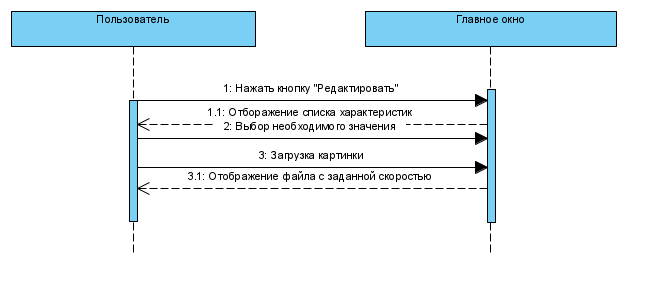 Пользователь
Главное окно
1: Нажать кнопку "Редактировать"
1.1: Отборажение списка характеристик
2: Выбор необходимого значения
3: Загрузка картинки
3.1: Отображение файла с заданной скоростью